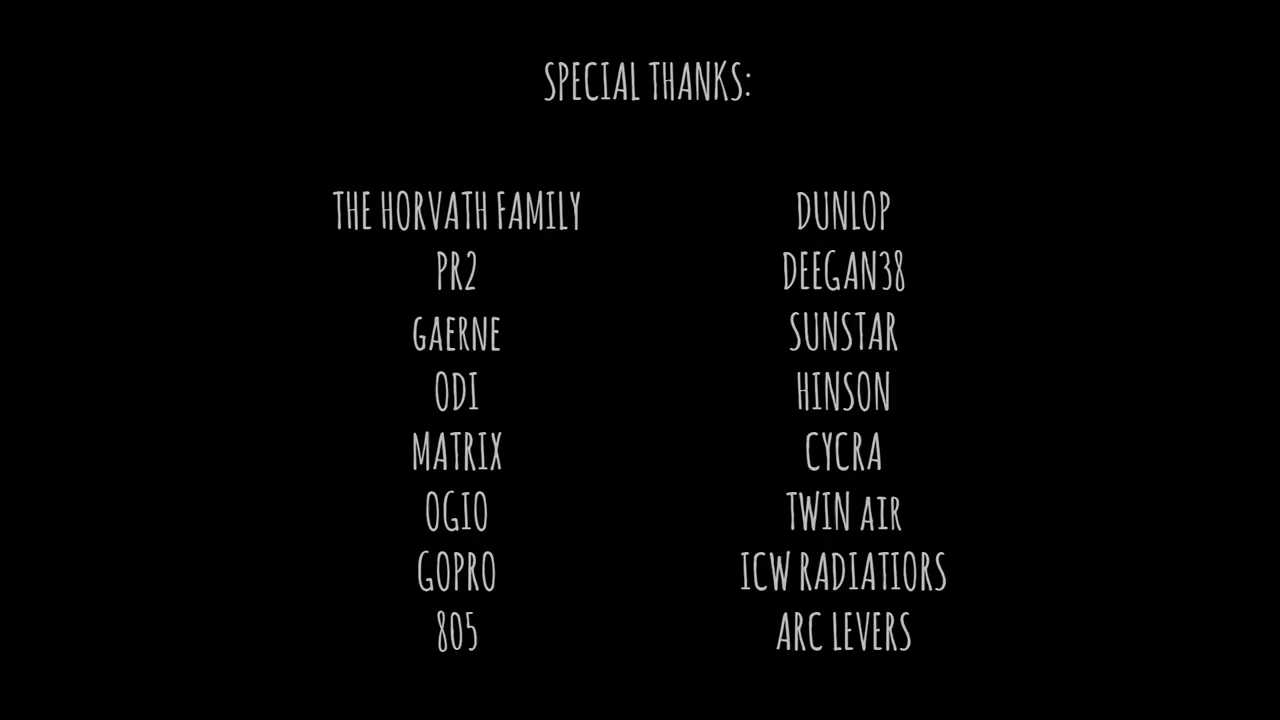 SPECIAL THANKS:
THE HORVATH FAMILY
PR2
GAERNE
ODI
MATRIX
OGIO
GOPRO
805
DUNLOP
DEEGAN38
SUNSTAR
HINSON
CYCRA
TWIN AIR
ICW RADIATIORS
ARC LEVERS